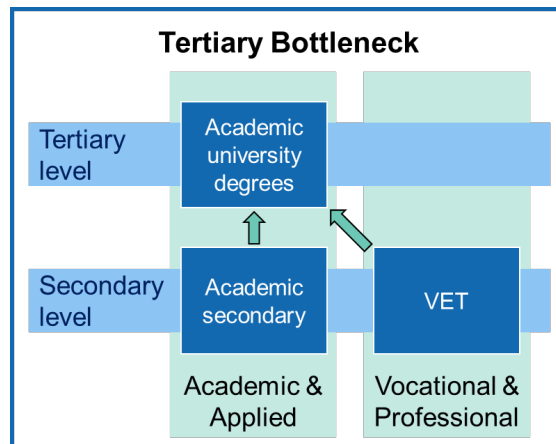 Tertiary Bottleneck
Tertiary
level
Academic
university
degrees
Secondary
level
Academic
secondary
VET
Academic &
Applied
Vocational &
Professional